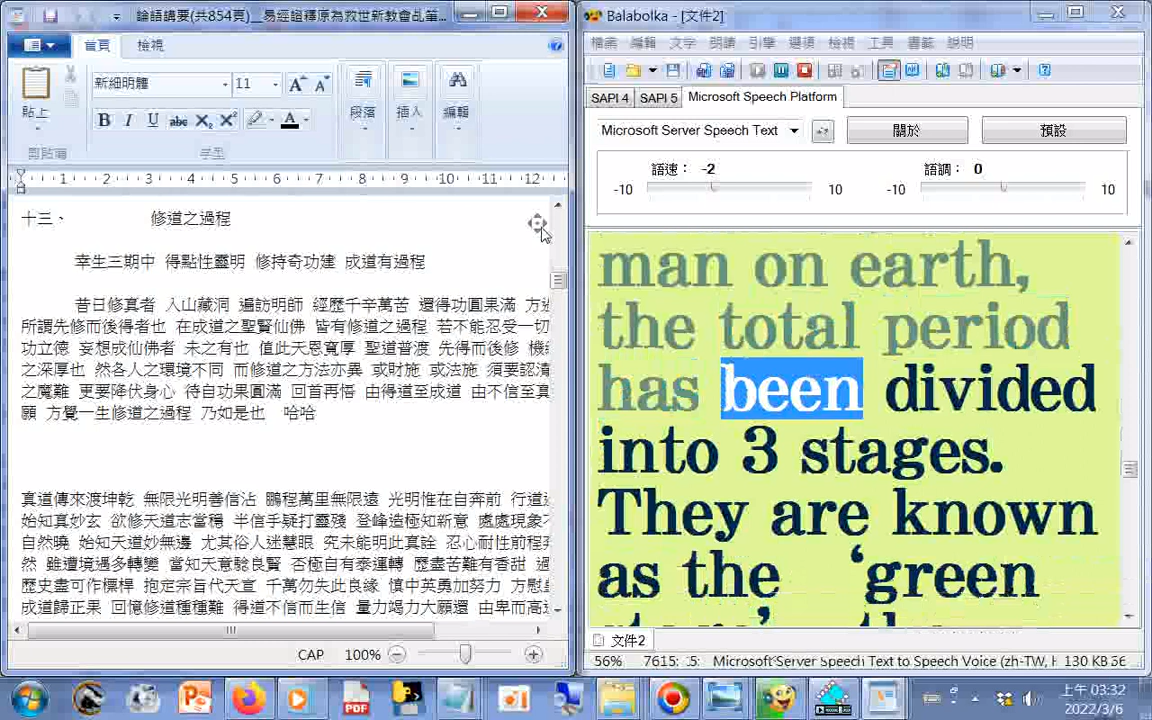 論語講要(共854頁)__易經證釋原為救世新教會乩筆...
首頁 檢視
新細明體 11
貼上
段落 插入 編輯
剪貼簿 字型
1 2 3 4 5 6 7 8 9 10 11 12
十三、 修道之過程
幸生三期中 得點性靈明 修持奇功建 成道有過程
昔日修真者 入山藏洞 遍訪明師 經歷千辛萬苦 還得功圓果滿
所謂先修而後得者也 在成道之聖賢仙佛 皆有修道之過程 若不能忍受一切
功立德 妄想成仙佛者 未之有也 值此天恩寬厚 聖道普渡 先得而後修
之深厚也 然各人之環境不同 而修道之方法亦異 或財施 或法施 須要認清
之魔難 更要降伏身心 待自功果圓滿 回首再悟 由得道至成道 由不信至真
願 方覺一生修道之過程 乃如是也 哈哈
真道傳來渡坤乾 無限光明善信沾 鵬程萬里無限遠 光明惟在自奔前 行道
始知真妙玄 欲修天道志當穩 半信半疑打靈殘 登峰造極知新意 處處現象
自然曉 始知天道妙無邊 尤其俗人迷慧眼 究未能明此真詮 忍心耐性前程
然 雖遭境遇多轉變 當知天意驗良賢 否極自有泰運轉 歷盡苦難有香甜 過
歷史盡可作標桿 抱定宗旨代天宣 千萬勿失此良緣 慎中英勇加努力
成道歸正果 回憶修道種種難 得道不信而生信 量力竭力大願還 由卑而高
CAP 100%
Balabolka - [文件2]
檔案 編輯 文字 朗讀 引擎 選項 檢視 工具 書籤 說明
SAPI 4 SAPI 5 Microsoft Speech Platform
Microsoft Server Speech Text 關於 預設
語速: -2 語調: 0
-10 10 -10 10
man on earth,
the total period
has been divided
into 3 stages.
They are known
as the ‘green
文件2
56% 7615: 5: Microsoft Server Speech Text to Speech Voice (zh-TW, H 130 KB 56
上午 03:32
2022/3/6